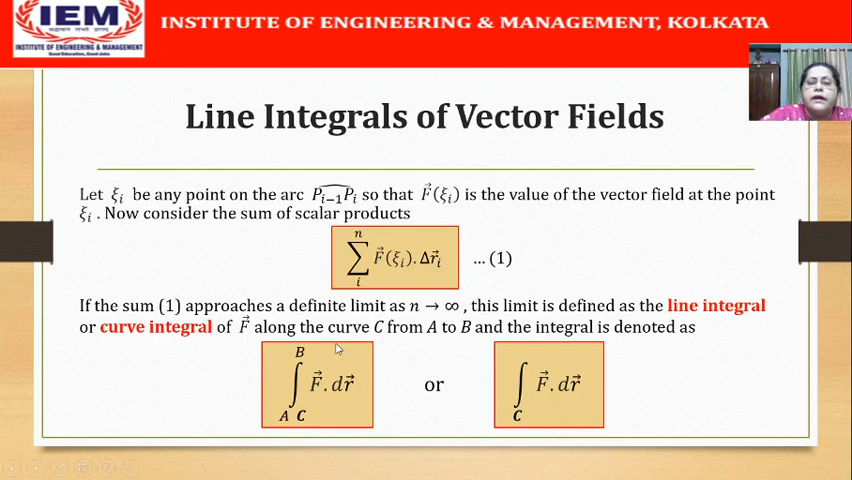 IEM
INSTITUTE OF ENGINEERING & MANAGEMENT
Good Education, Good Jobs
INSTITUTE OF ENGINEERING & MANAGEMENT, KOLKATA
Line Integrals of Vector Fields
Let ξᵢ be any point on the arc P̑ᵢ₋₁Pᵢ so that F⃗(ξᵢ) is the value of the vector field at the point
ξᵢ . Now consider the sum of scalar products
∑ᵢⁿ F⃗(ξᵢ). Δr⃗ᵢ … (1)
If the sum (1) approaches a definite limit as n → ∞ , this limit is defined as the line integral
or curve integral of F⃗ along the curve C from A to B and the integral is denoted as
B
∫ F⃗. dr⃗ or ∫ F⃗. dr⃗
A C C